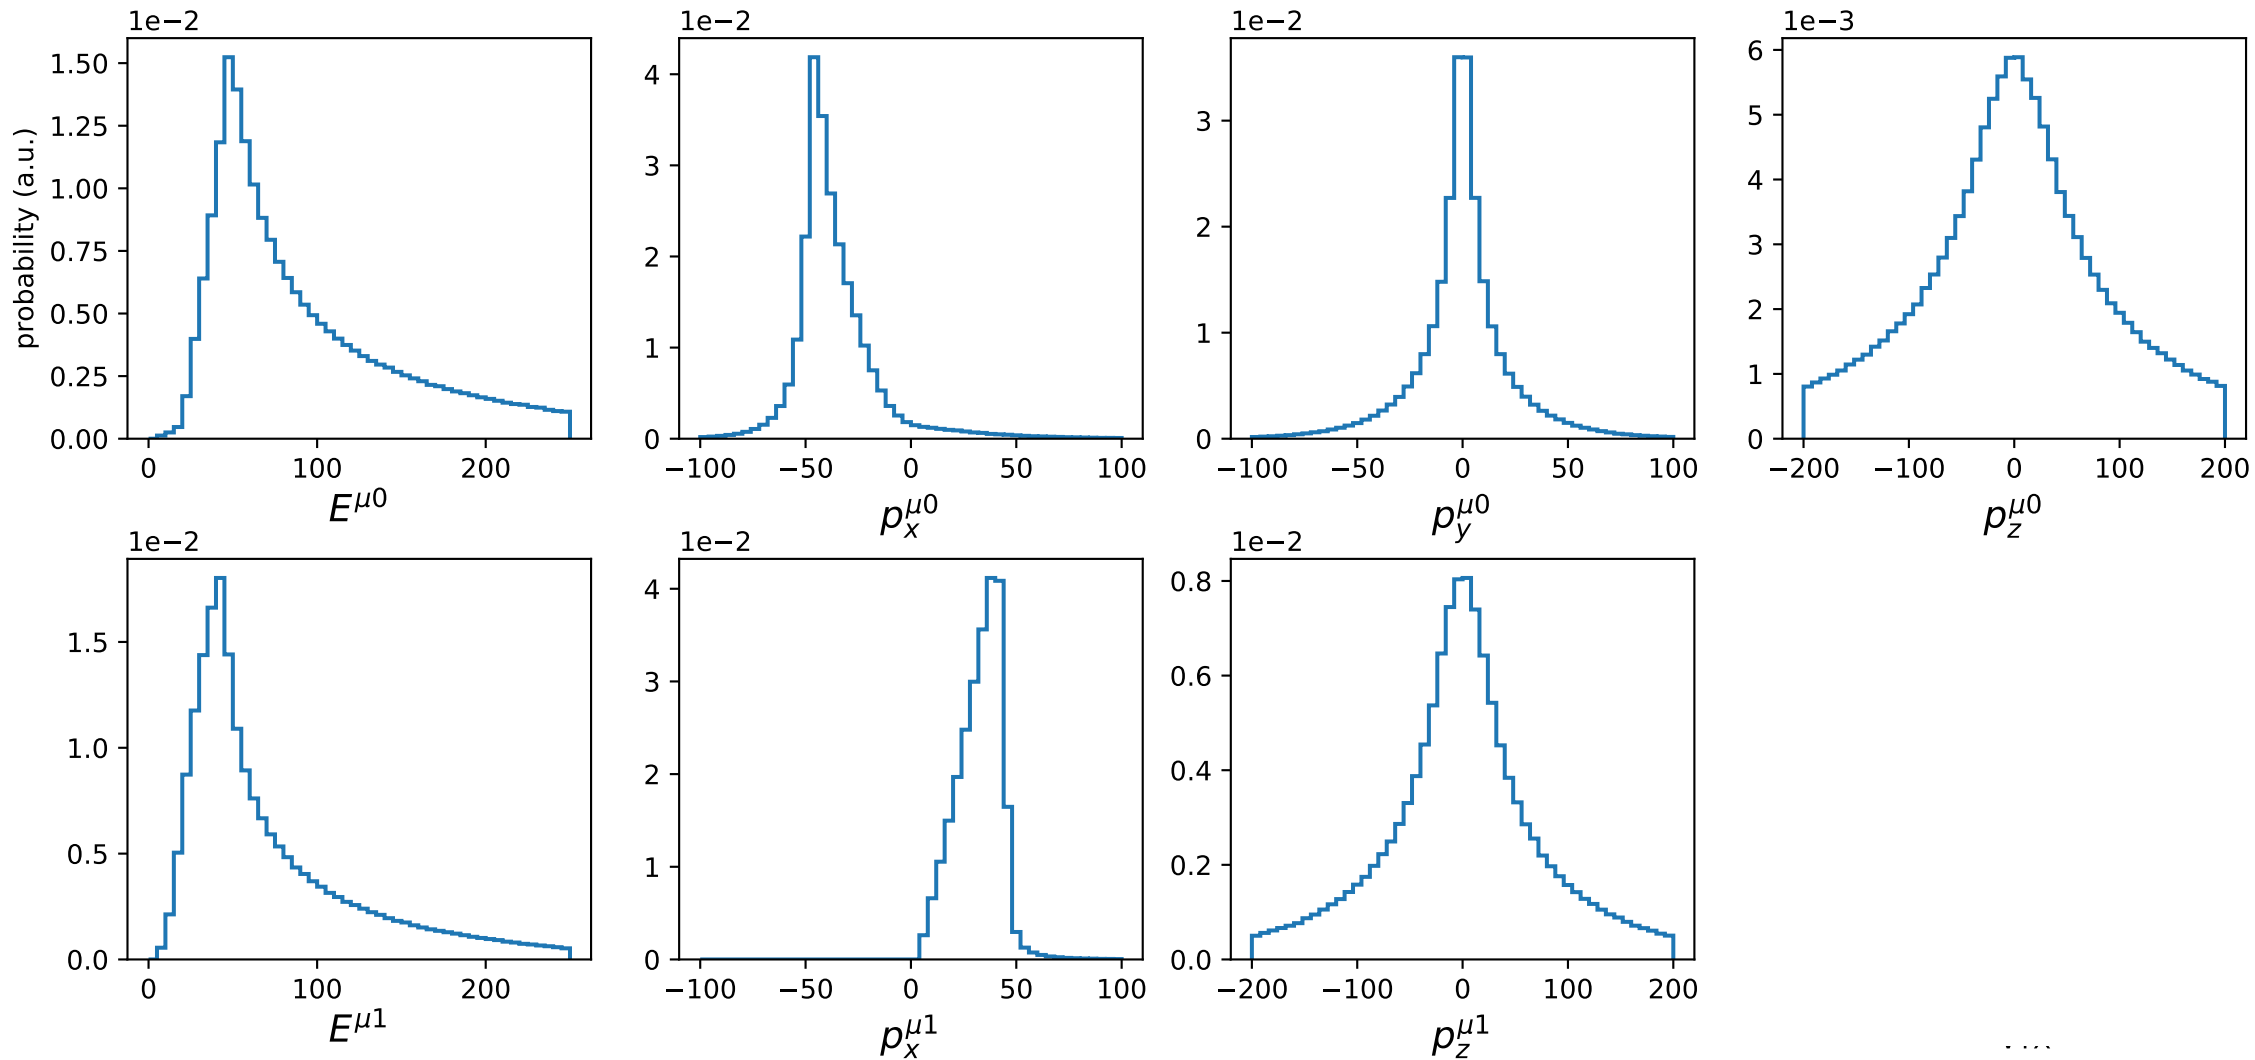 1e−2
1e−2
1e−2
1e−3
probability (a.u.)
1.50
1.25
1.00
0.75
0.50
0.25
0.00
0 100 200
E^{μ0}
4
3
2
1
0
−100 −50 0 50 100
p_x^{μ0}
3
2
1
0
−100 −50 0 50 100
p_y^{μ0}
6
5
4
3
2
1
0
−200 −100 0 100 200
p_z^{μ0}
1e−2
1.5
1.0
0.5
0.0
0 100 200
E^{μ1}
4
3
2
1
0
−100 −50 0 50 100
p_x^{μ1}
1e−2
0.8
0.6
0.4
0.2
0.0
−200 −100 0 100 200
p_z^{μ1}
1e−2